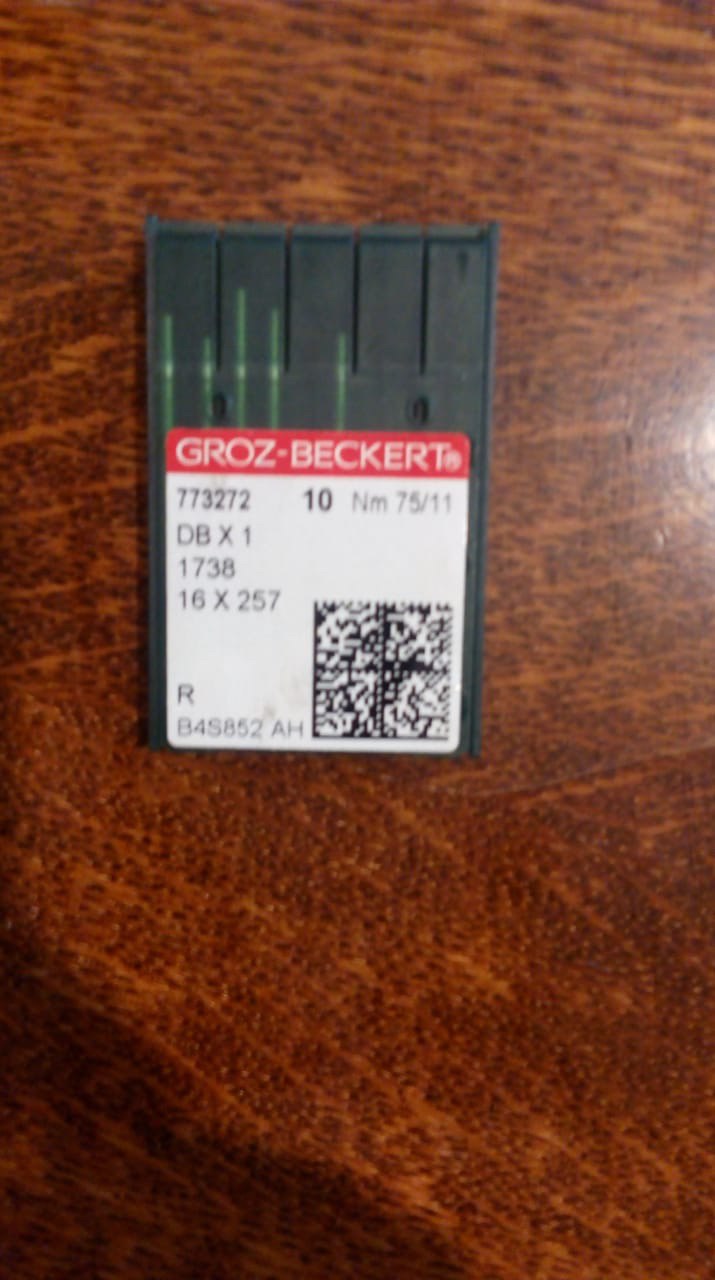 GROZ-BECKERT®
773272 10 Nm 75/11
DB X 1
1738
16 X 257
R
B4S852 AH